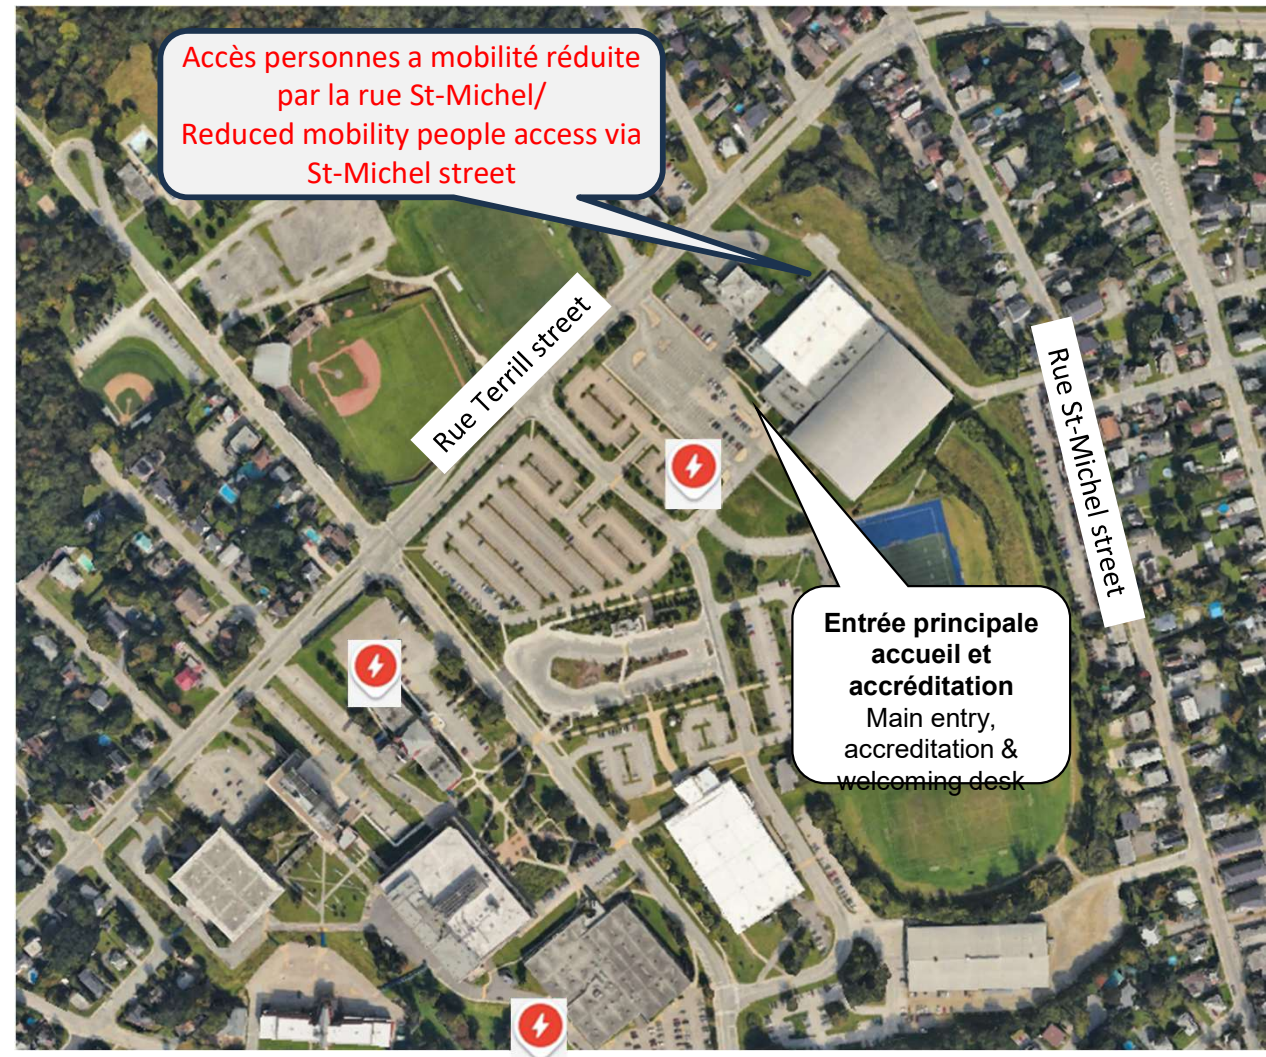 Accès personnes a mobilité réduite
par la rue St-Michel/
Reduced mobility people access via
St-Michel street
Rue Terrill street
Rue St-Michel street
Entrée principale
accueil et
accréditation
Main entry,
accreditation &
welcoming desk